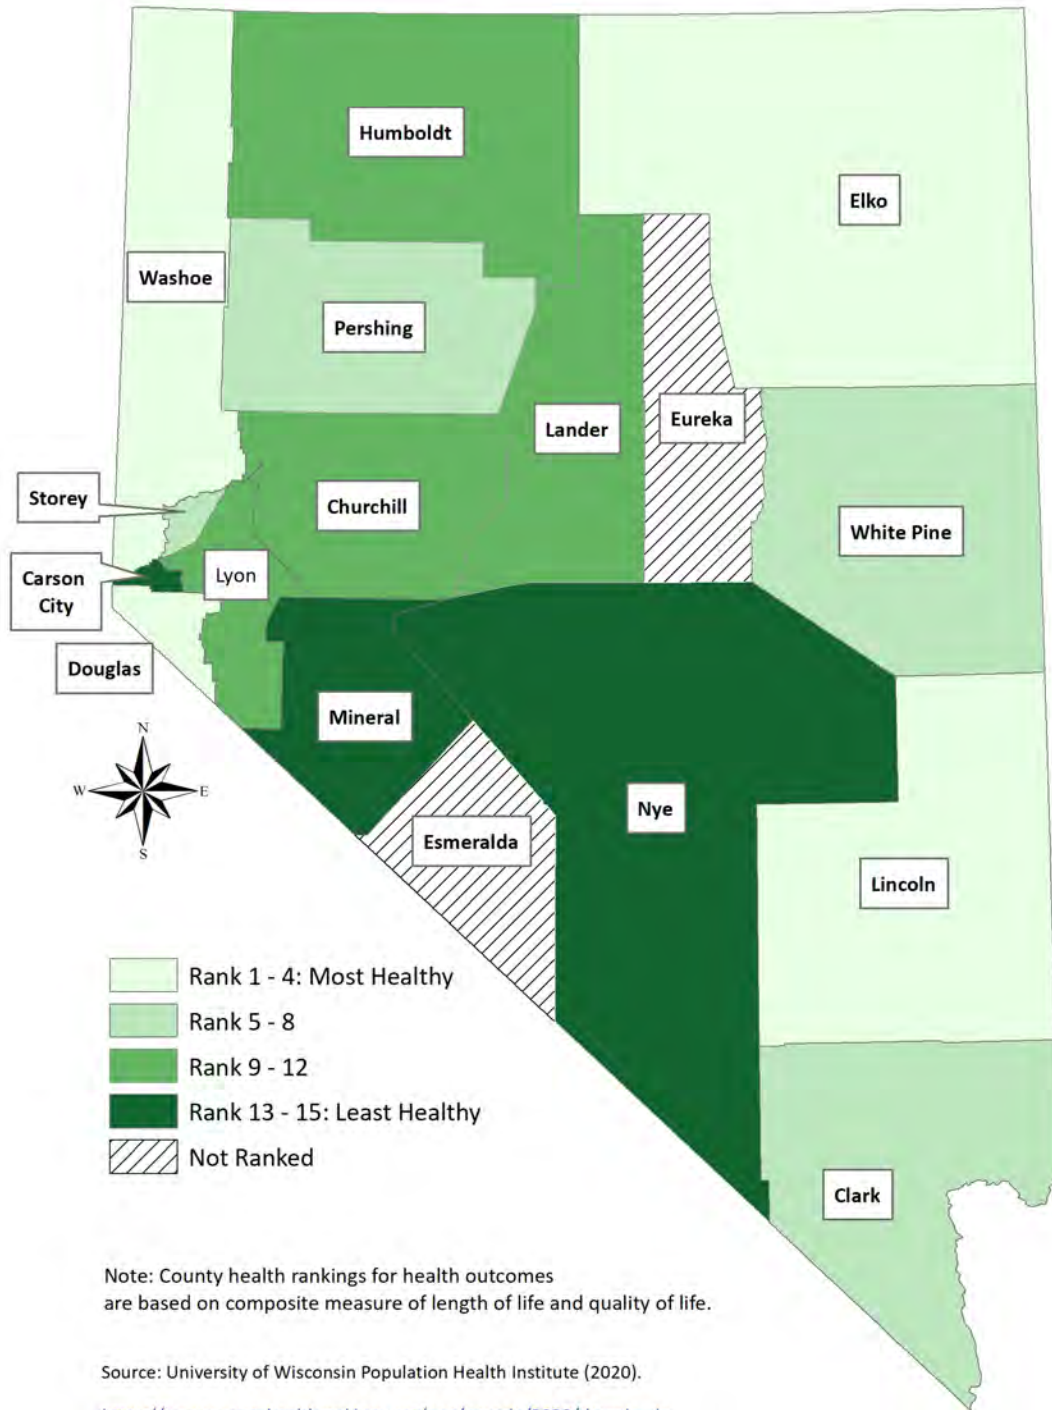 Humboldt
Elko
Washoe
Pershing
Eureka
Lander
Storey
Churchill
White Pine
Carson
City
Lyon
Douglas
Mineral
N
W
E
S
Nye
Esmeralda
Lincoln
Rank 1 - 4: Most Healthy
Rank 5 - 8
Rank 9 - 12
Rank 13 - 15: Least Healthy
Not Ranked
Clark
Note: County health rankings for health outcomes
are based on composite measure of length of life and quality of life.
Source: University of Wisconsin Population Health Institute (2020).